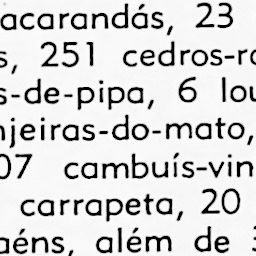 acarandás, 23
s, 251 cedros-ro
s-de-pipa, 6 lou
njeiras-do-mato,
07 cambuís-vin
carrapeta, 20
aéns, além de 3